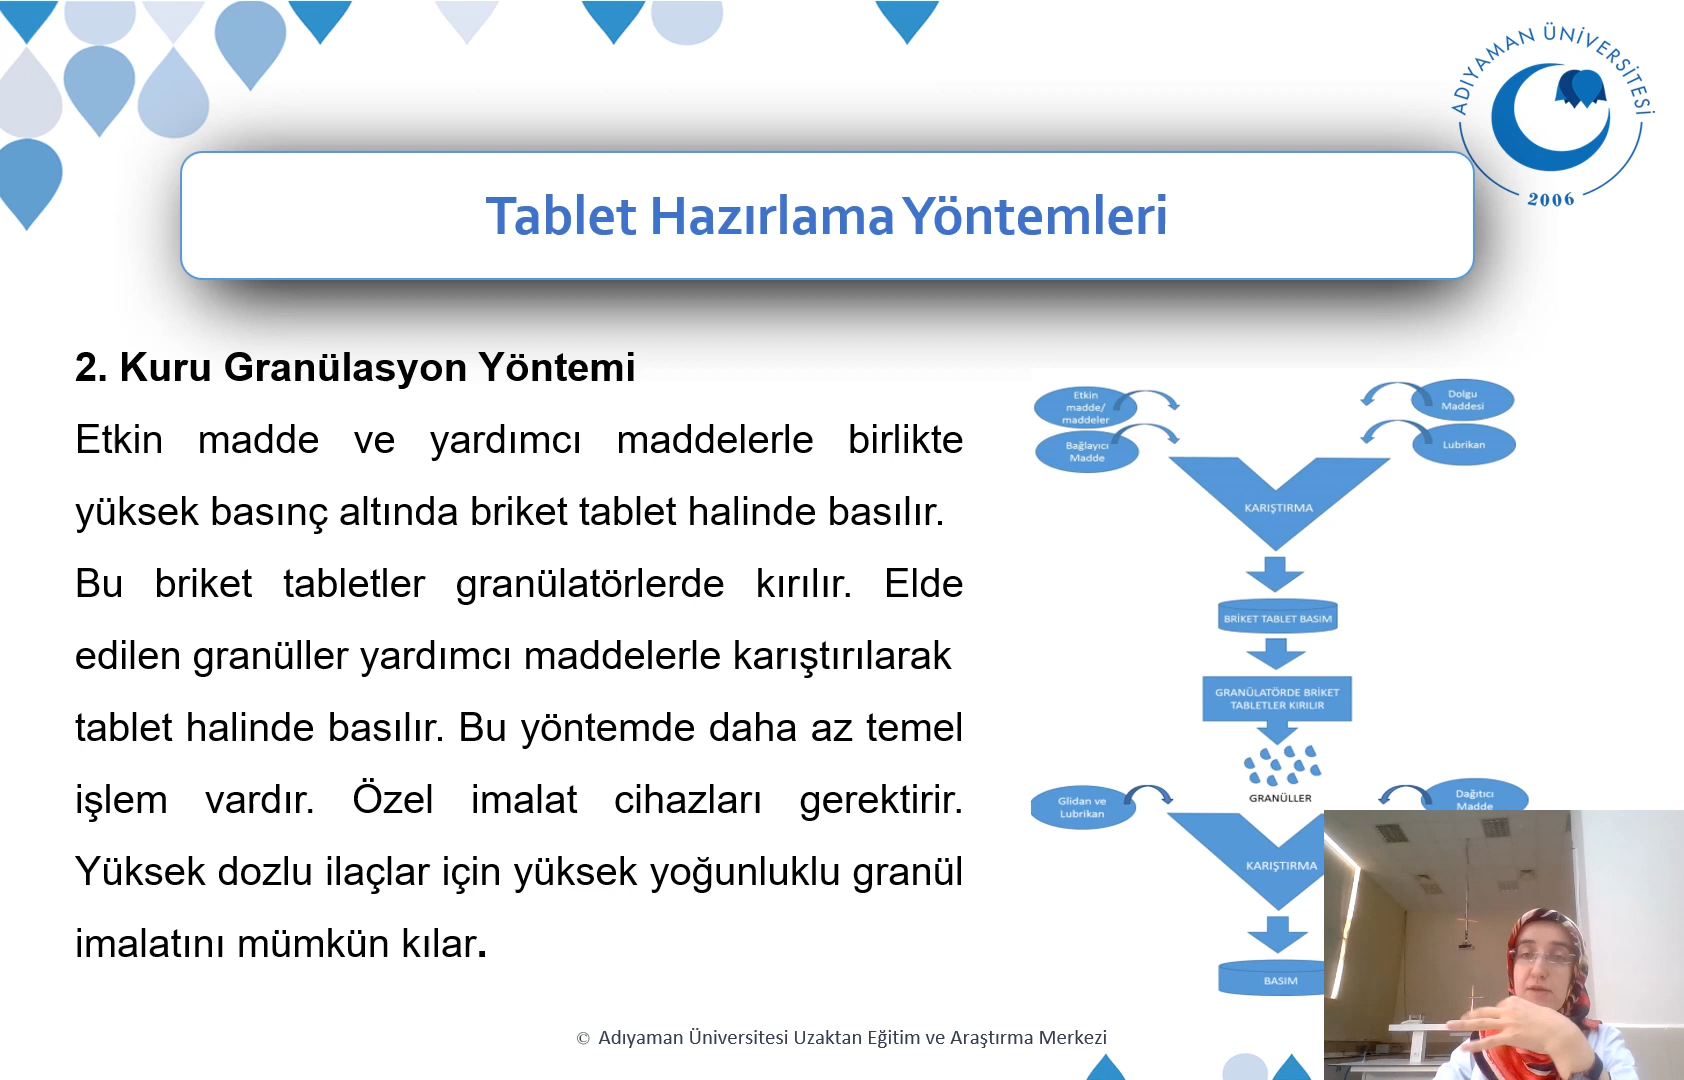 ADIYAMAN ÜNİVERSİTESİ
2006
Tablet Hazırlama Yöntemleri
2. Kuru Granülasyon Yöntemi
Etkin madde ve yardımcı maddelerle birlikte
yüksek basınç altında briket tablet halinde basılır.
Bu briket tabletler granülatörlerde kırılır. Elde
edilen granüller yardımcı maddelerle karıştırılarak
tablet halinde basılır. Bu yöntemde daha az temel
işlem vardır. Özel imalat cihazları gerektirir.
Yüksek dozlu ilaçlar için yüksek yoğunluklu granül
imalatını mümkün kılar.
Etkin
madde/
maddeler
Bağlayıcı
Madde
Dolgu
Maddesi
Lubrikan
KARIŞTIRMA
BRİKET TABLET BASIM
GRANÜLATÖRDE BRİKET
TABLETLER KIRILIR
GRANÜLLER
Glidan ve
Lubrikan
Dağıtıcı
Madde
KARIŞTIRMA
BASIM
© Adıyaman Üniversitesi Uzaktan Eğitim ve Araştırma Merkezi